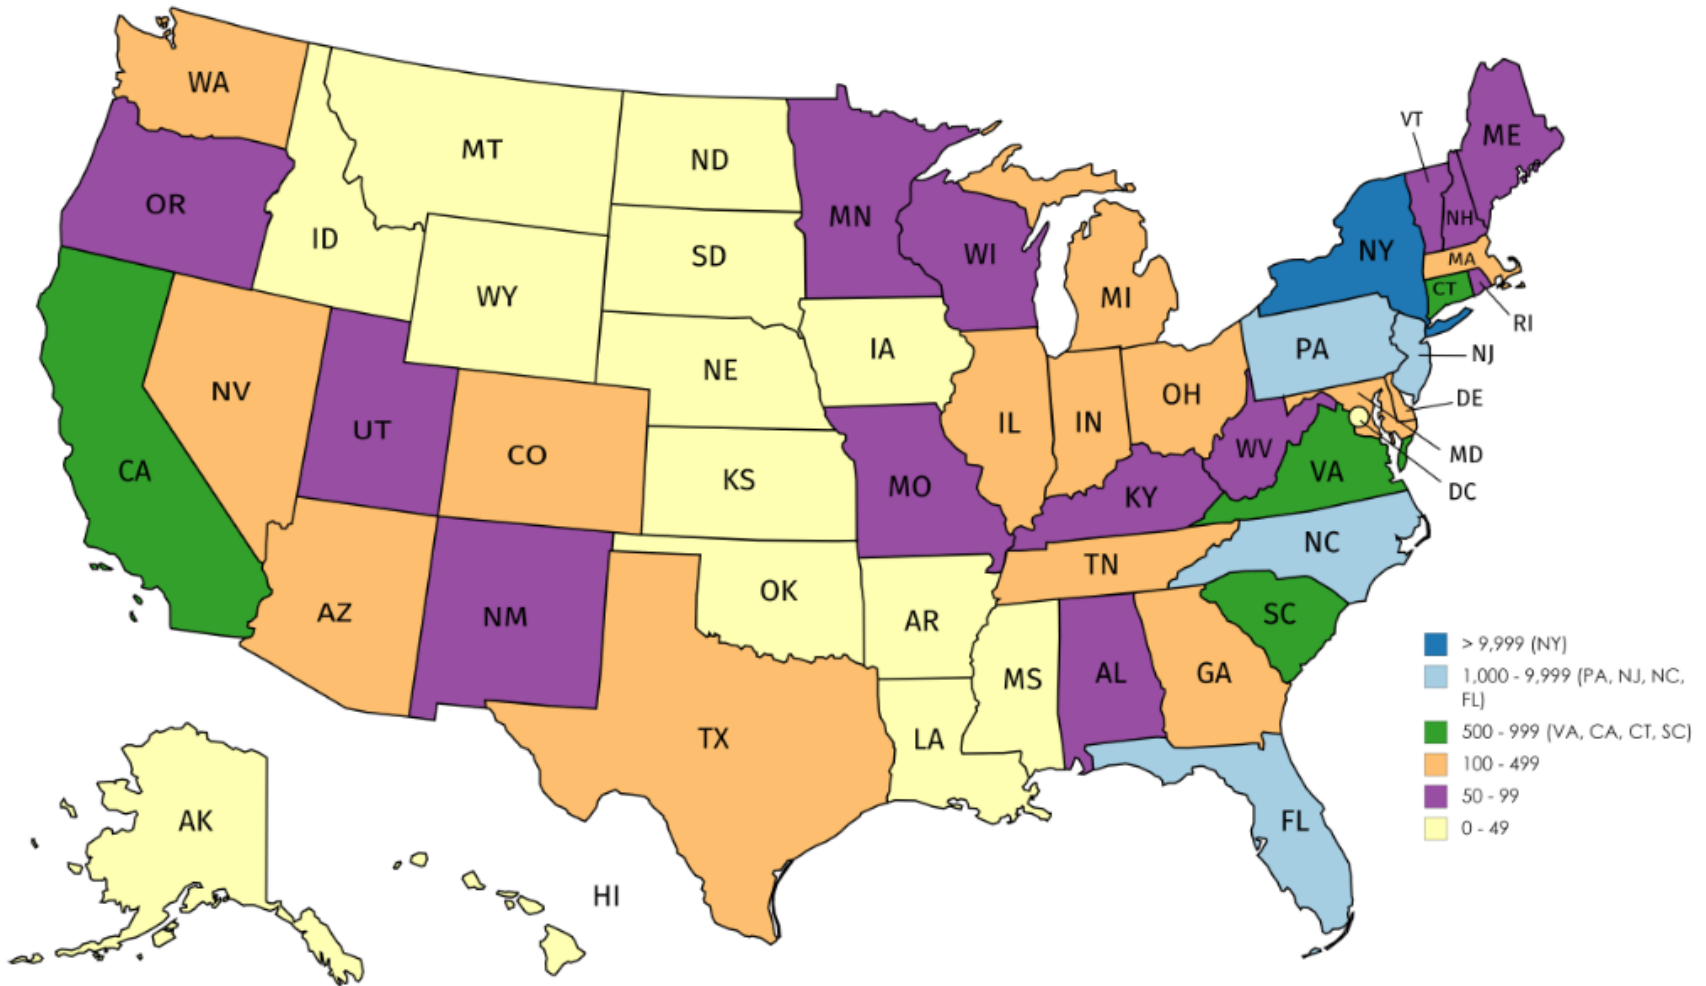 WA
MT
ND
OR
ID
SD
MN
WI
WY
NE
IA
MI
VT
ME
NH
NY
MA
CT
RI
PA
NJ
NV
UT
CO
KS
MO
IL
IN
OH
DE
MD
DC
WV
VA
KY
CA
NC
TN
AZ
NM
OK
AR
SC
MS
AL
GA
TX
LA
FL
AK
HI
> 9,999 (NY)
1,000 - 9,999 (PA, NJ, NC,
FL)
500 - 999 (VA, CA, CT, SC)
100 - 499
50 - 99
0 - 49